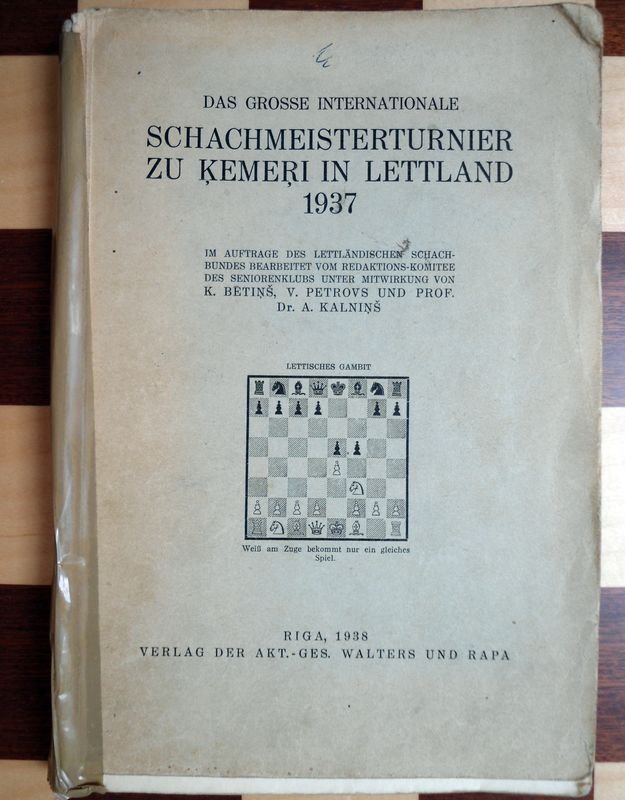 DAS GROSSE INTERNATIONALE
SCHACHMEISTERTURNIER
ZU ĶEMEŖI IN LETTLAND
1937
IM AUFTRAGE DES LETTLÄNDISCHEN SCHACH-
BUNDES BEARBEITET VOM REDAKTIONS-KOMITEE
DES SENIORENKLUBS UNTER MITWIRKUNG VON
K. BĒTIŅŠ, V. PETROVS UND PROF.
Dr. A. KALNIŅŠ
LETTISCHES GAMBIT
Weiß am Zuge bekommt nur ein gleiches
Spiel.
RIGA, 1938
VERLAG DER AKT.-GES. WALTERS UND RAPA